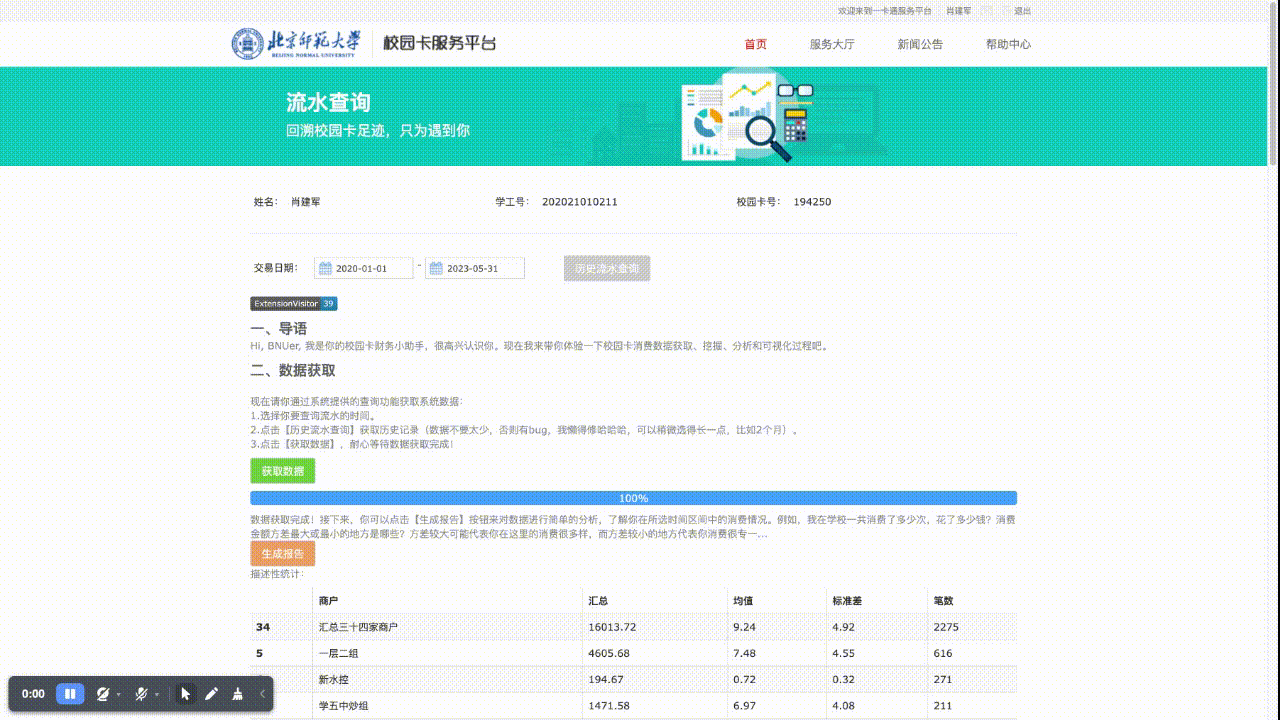 欢迎来到一卡通服务平台 肖建军 退出
北京师范大学 校园卡服务平台 首页 服务大厅 新闻公告 帮助中心
BEIJING NORMAL UNIVERSITY
流水查询
回溯校园卡足迹，只为遇到你
姓名： 肖建军 学工号： 202021010211 校园卡号： 194250
交易日期： 2020-01-01 - 2023-05-31 历史流水查询
ExtensionVisitor 39
一、导语
Hi, BNUer, 我是你的校园卡财务小助手，很高兴认识你。现在我来带你体验一下校园卡消费数据获取、挖掘、分析和可视化过程吧。
二、数据获取
现在请你通过系统提供的查询功能获取系统数据：
1.选择你要查询流水的时间。
2.点击【历史流水查询】获取历史记录（数据不要太少，否则有bug，我懒得修哈哈哈，可以稍微选得长一点，比如2个月）。
3.点击【获取数据】，耐心等待数据获取完成！
获取数据
100%
数据获取完成！接下来，你可以点击【生成报告】按钮来对数据进行简单的分析，了解你在所选时间区间中的消费情况。例如，我在学校一共消费了多少次，花了多少钱？消费
金额方差最大或最小的地方是哪些？方差较大可能代表你在这里的消费很多样，而方差较小的地方代表你消费很专一...
生成报告
描述性统计：
商户 汇总 均值 标准差 笔数
34 汇总三十四家商户 16013.72 9.24 4.92 2275
5 一层二组 4605.68 7.48 4.55 616
新水控 194.67 0.72 0.32 271
学五中炒组 1471.58 6.97 4.08 211
0:00